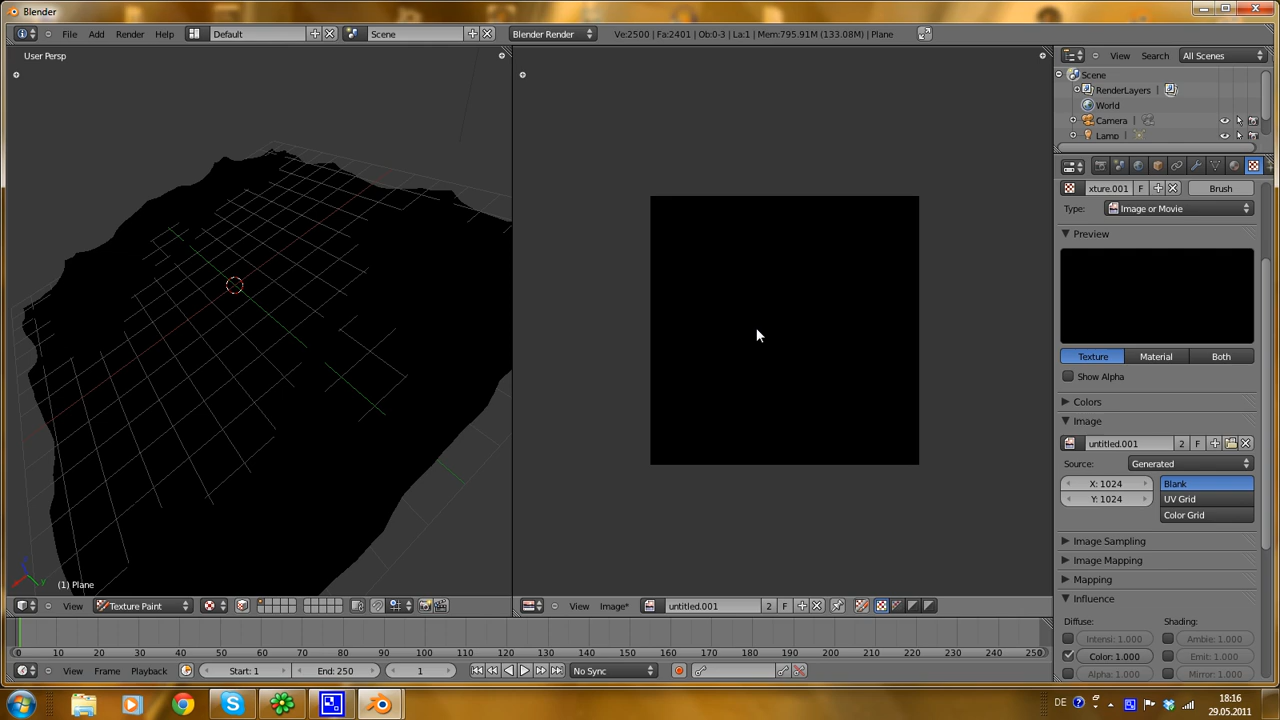 Blender
File Add Render Help Default Scene Blender Render Ve:2500 | Fa:2401 | Ob:0-3 | La:1 | Mem:795.91M (133.08M) | Plane
View Search All Scenes
User Persp
Scene
RenderLayers
World
Camera
Lamp
xture.001 F Brush
Type: Image or Movie
Preview
Texture Material Both
Show Alpha
Colors
Image
untitled.001 2 F
Source: Generated
X: 1024 Blank
Y: 1024 UV Grid
Color Grid
Image Sampling
Image Mapping
Mapping
Influence
Diffuse: Shading:
Intensi: 1.000 Ambie: 1.000
Color: 1.000 Emit: 1.000
Alpha: 1.000 Mirror: 1.000
(1) Plane
View Texture Paint View Image* untitled.001 2 F
0 10 20 30 40 50 60 70 80 90 100 110 120 130 140 150 160 170 180 190 200 210 220 230 240 250
View Frame Playback Start: 1 End: 250 1 No Sync
DE 18:16
29.05.2011